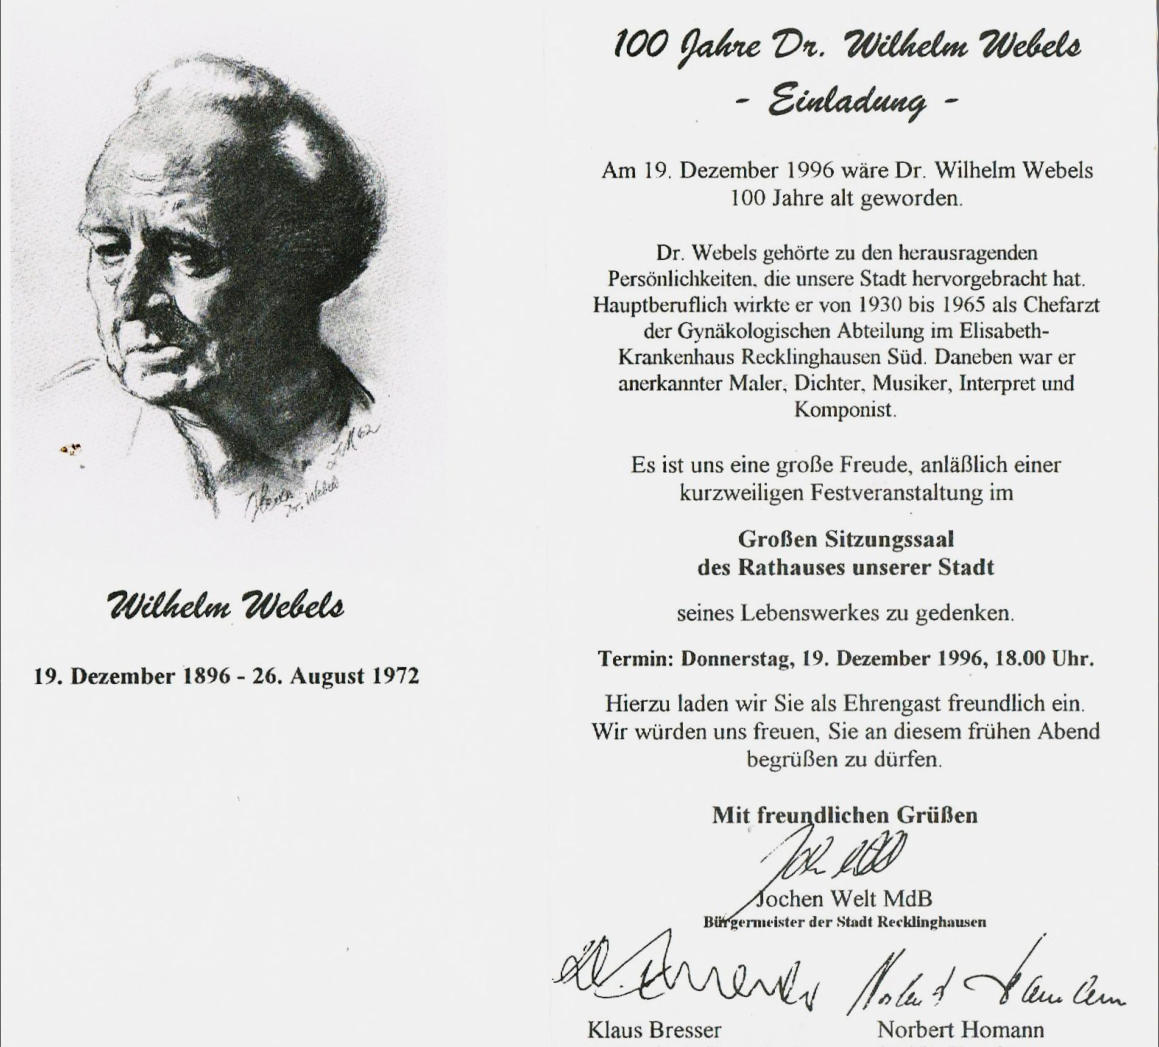 Dr. Webels
Wilhelm Webels
19. Dezember 1896 - 26. August 1972
100 Jahre Dr. Wilhelm Webels
- Einladung -
Am 19. Dezember 1996 wäre Dr. Wilhelm Webels
100 Jahre alt geworden.
Dr. Webels gehörte zu den herausragenden
Persönlichkeiten, die unsere Stadt hervorgebracht hat.
Hauptberuflich wirkte er von 1930 bis 1965 als Chefarzt
der Gynäkologischen Abteilung im Elisabeth-
Krankenhaus Recklinghausen Süd. Daneben war er
anerkannter Maler, Dichter, Musiker, Interpret und
Komponist.
Es ist uns eine große Freude, anläßlich einer
kurzweiligen Festveranstaltung im
Großen Sitzungssaal
des Rathauses unserer Stadt
seines Lebenswerkes zu gedenken.
Termin: Donnerstag, 19. Dezember 1996, 18.00 Uhr.
Hierzu laden wir Sie als Ehrengast freundlich ein.
Wir würden uns freuen, Sie an diesem frühen Abend
begrüßen zu dürfen.
Mit freundlichen Grüßen
Jochen Welt MdB
Bürgermeister der Stadt Recklinghausen
Norbert Homann
Klaus Bresser
Norbert Homann